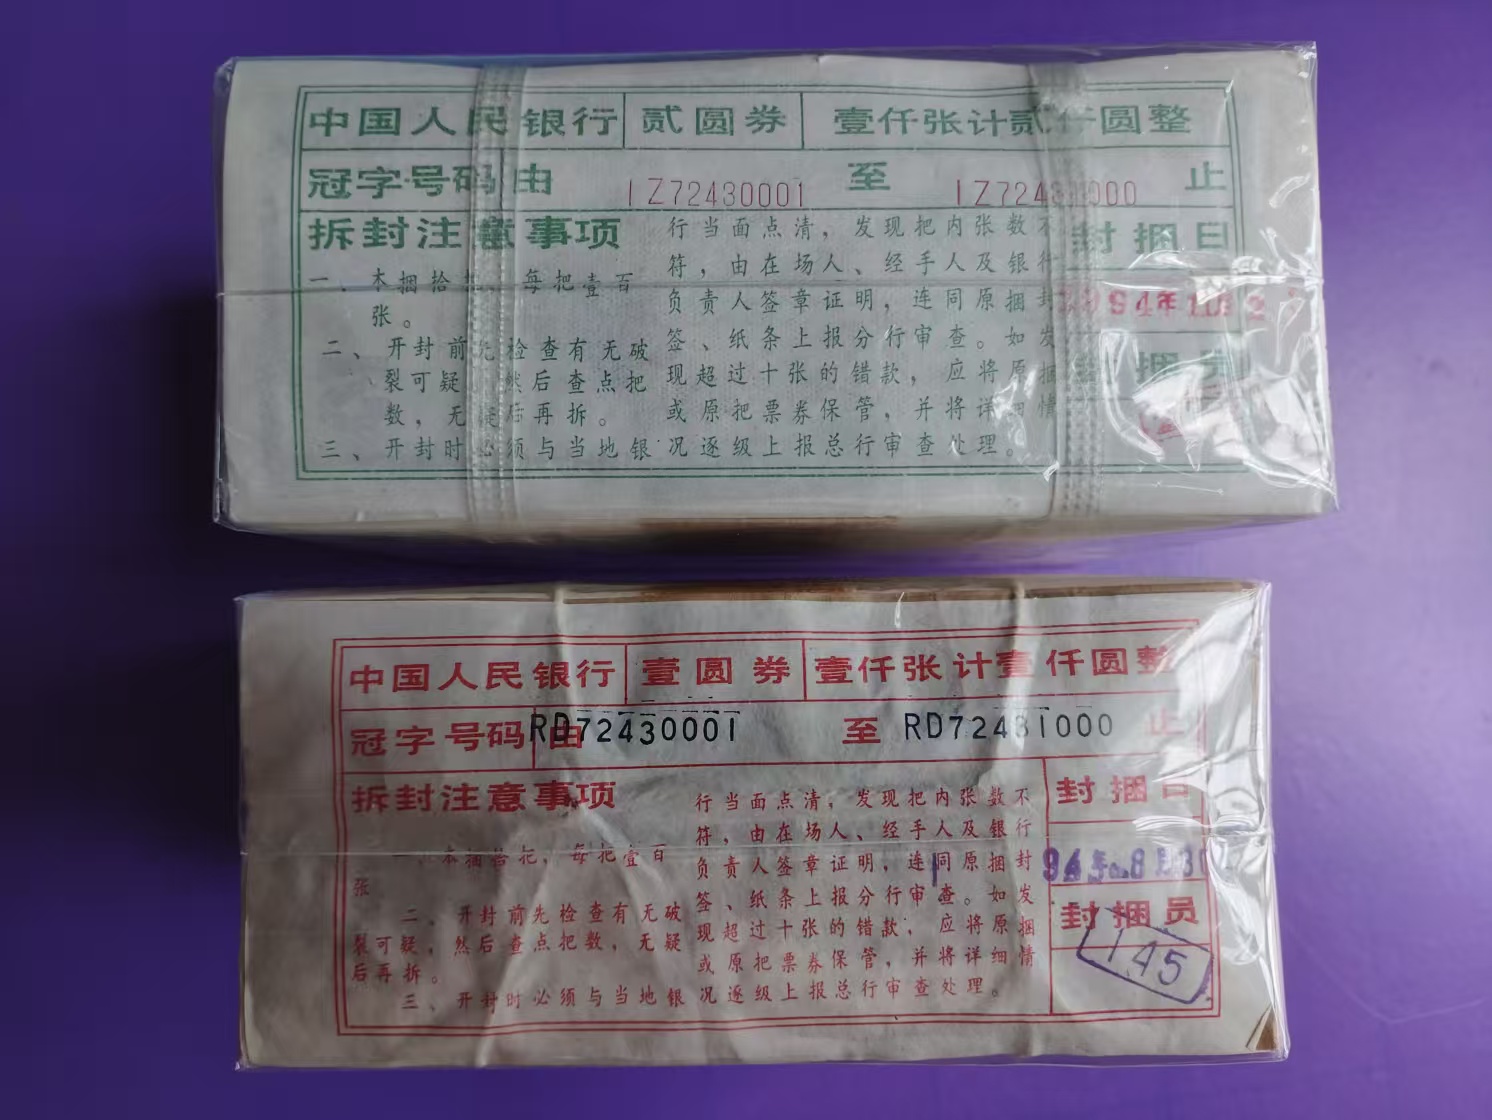 中国人民银行 贰圆券 壹仟张计贰仟圆整
冠字号码 由 IZ72430001 至 IZ72431000 止
拆封注意事项
一、本捆拾把,每把壹百
张。
二、开封前先检查有无破
裂可疑,然后查点把
数,无疑后再拆。
三、开封时必须与当地银
行当面点清,发现把内张数不
符,由在场人、经手人及银行
负责人签章证明,连同原捆封
签、纸条上报分行审查。如发
现超过十张的错款,应将原捆
或原把票券保管,并将详细情
况逐级上报总行审查处理。
封捆日
封捆员
中国人民银行 壹圆券 壹仟张计壹仟圆整
冠字号码 由 RD72430001 至 RD72431000 止
拆封注意事项
一、本捆拾把,每把壹百
张
二、开封前先检查有无破
裂可疑,然后查点把数,无疑
后再拆。
三、开封时必须与当地银
行当面点清,发现把内张数不
符,由在场人、经手人及银行
负责人签章证明,连同原捆封
签、纸条上报分行审查。如发
现超过十张的错款,应将原捆
或原把票券保管,并将详细情
况逐级上报总行审查处理。
封捆日
封捆员
145